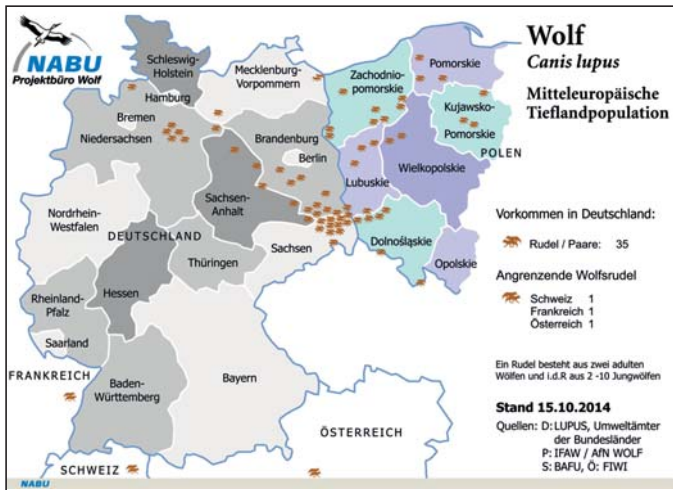 NABU
Projektbüro Wolf
Wolf
Canis lupus
Mitteleuropäische
Tieflandpopulation
Schleswig-
Holstein
Hamburg
Mecklenburg-
Vorpommern
Bremen
Niedersachsen
Brandenburg
Berlin
Sachsen-
Anhalt
Nordrhein-
Westfalen
DEUTSCHLAND
Hessen
Thüringen
Sachsen
Rheinland-
Pfalz
Saarland
Baden-
Württemberg
Bayern
FRANKREICH
SCHWEIZ
ÖSTERREICH
Zachodnio-
pomorskie
Pomorskie
Kujawsko-
Pomorskie
POLEN
Lubuskie
Wielkopolskie
Dolnośląskie
Opolskie
Vorkommen in Deutschland:
Rudel / Paare: 35
Angrenzende Wolfsrudel
Schweiz 1
Frankreich 1
Österreich 1
Ein Rudel besteht aus zwei adulten
Wölfen und i.d.R aus 2 -10 Jungwölfen
Stand 15.10.2014
Quellen: D: LUPUS, Umweltämter
der Bundesländer
P: IFAW / AfN WOLF
S: BAFU, Ö: FIWI
NABU